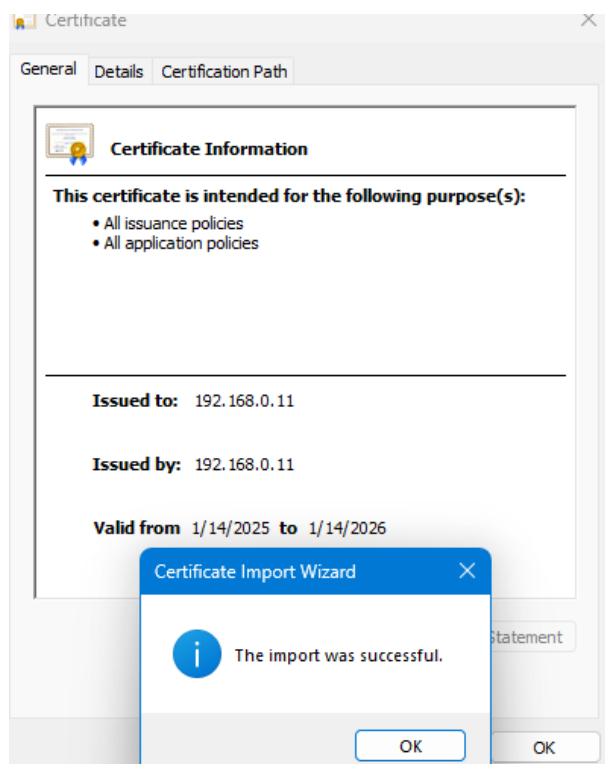 Certificate
General Details Certification Path
Certificate Information
This certificate is intended for the following purpose(s):
• All issuance policies
• All application policies
Issued to: 192.168.0.11
Issued by: 192.168.0.11
Valid from 1/14/2025 to 1/14/2026
Certificate Import Wizard
Statement
The import was successful.
OK
OK